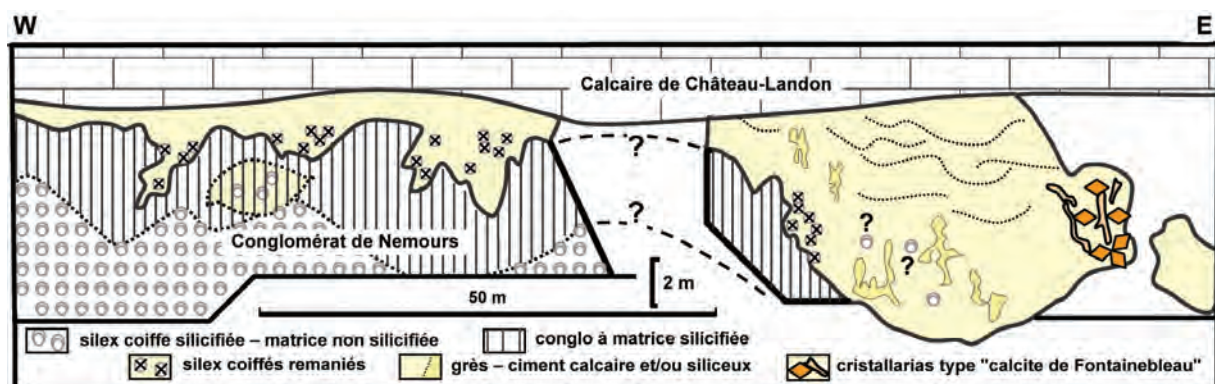 W E
Calcaire de Château-Landon
?
?
?
?
Conglomérat de Nemours
2 m
50 m
silex coiffe silicifiée – matrice non silicifiée
conglo à matrice silicifiée
silex coiffés remaniés
grès – ciment calcaire et/ou siliceux
cristallarias type "calcite de Fontainebleau"